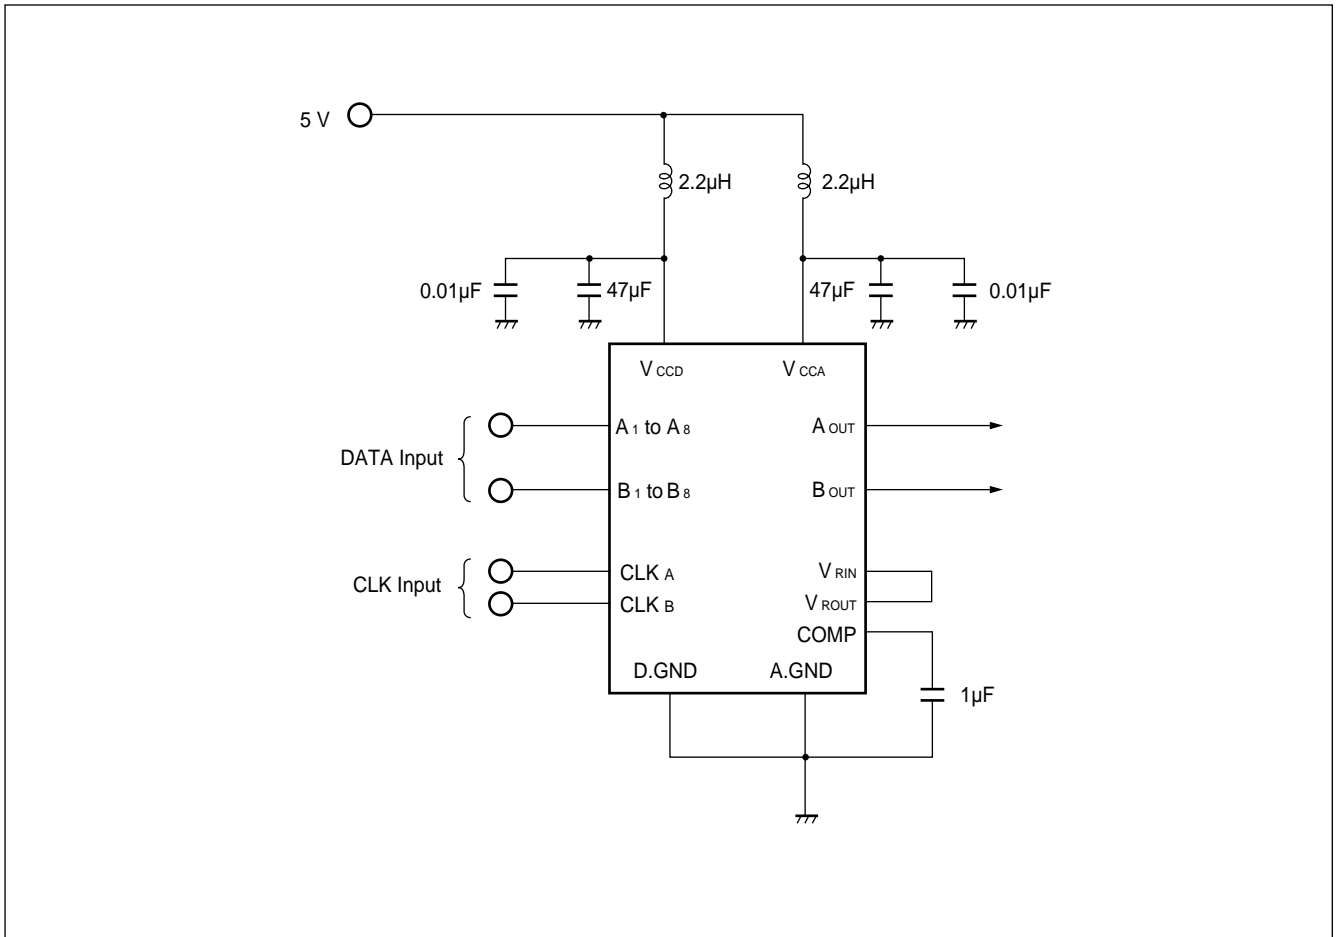 5 V
2.2µH
2.2µH
0.01µF
47µF
47µF
0.01µF
V CCD
V CCA
A 1 to A 8
A OUT
DATA Input
B 1 to B 8
B OUT
CLK Input
CLK A
V RIN
CLK B
V ROUT
COMP
D.GND
A.GND
1µF